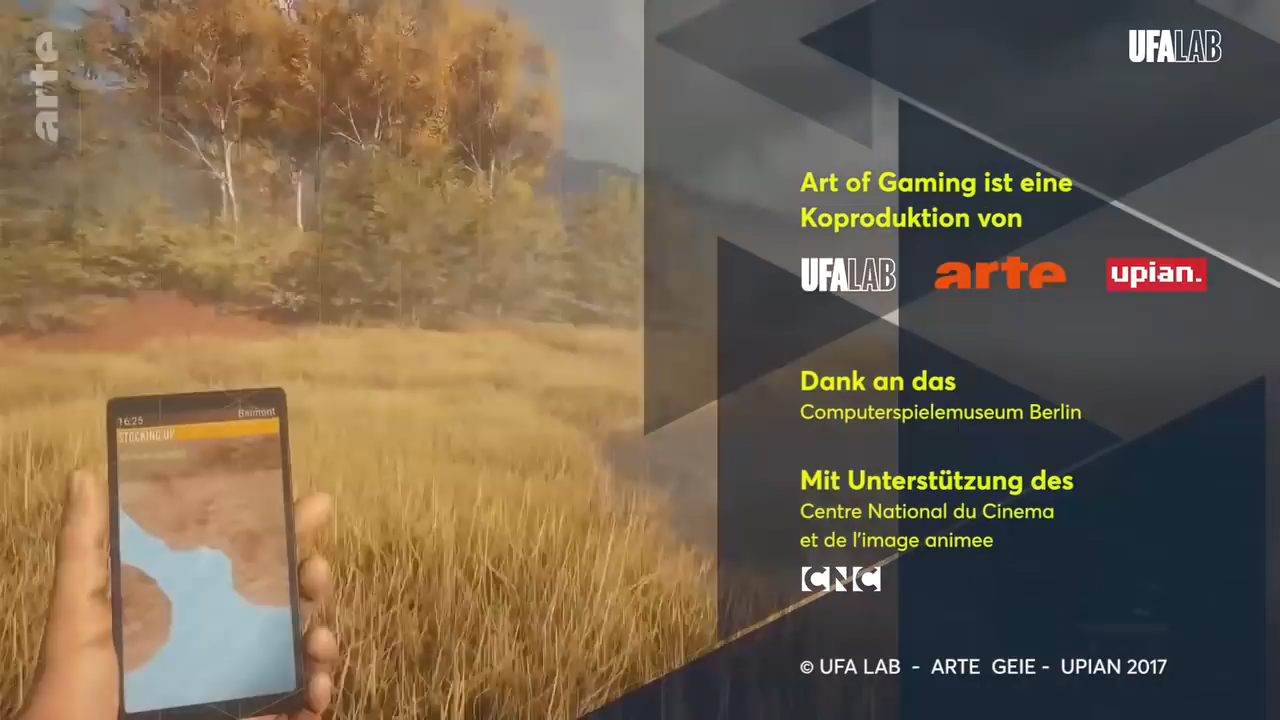 arte
UFALAB
Art of Gaming ist eine
Koproduktion von
UFALAB arte upian.
Dank an das
Computerspielemuseum Berlin
Mit Unterstützung des
Centre National du Cinema
et de l'image animee
CNC
© UFA LAB - ARTE GEIE - UPIAN 2017
16:25
STOCKING UP